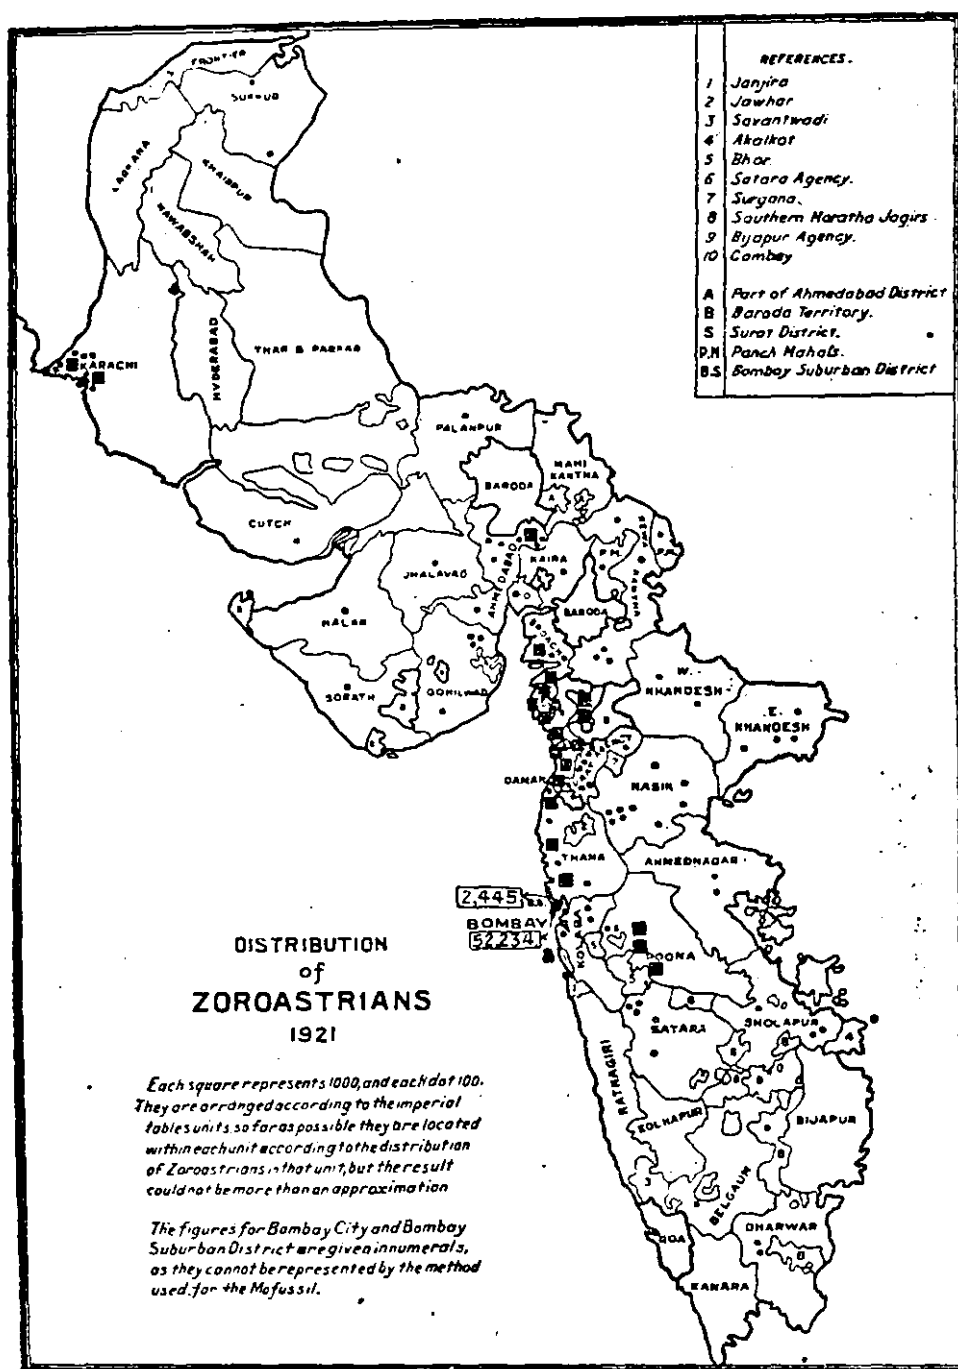 REFERENCES.
1 Janjira
2 Jawhar
3 Savantwadi
4 Akalkot
5 Bhor
6 Satara Agency.
7 Surgana.
8 Southern Maratha Jagirs
9 Bijapur Agency.
10 Cambay
A Part of Ahmedabad District
B Baroda Territory.
S Surat District.
P.M Panch Mahals.
B.S Bombay Suburban District
FRONTIER
SUKKUR
LARKANA
KHAIRPUR
NAWABSHAH
HYDERABAD
THAR & PARKAR
KARACHI
PALANPUR
MAHI
KANTHA
BARODA
CUTCH
KAIRA
P.M.
P.M.
REWA
KANTHA
JHALAVAD
AHMEDABAD
BARODA
HALAR
BROACH
SORATH
GOHILWAD
W.
KHANDESH
E.
KHANDESH
DAMAN
NASIK
THANA
AHMEDNAGAR
2,445
B.S
BOMBAY
52,234
KOLABA
POONA
SATARA
SHOLAPUR
RATNAGIRI
KOLHAPUR
BIJAPUR
BELGAUM
GOA
DHARWAR
KANARA
DISTRIBUTION
of
ZOROASTRIANS
1921
Each square represents 1000, and each dot 100.
They are arranged according to the imperial
tables units, so far as possible they are located
within each unit according to the distribution
of Zoroastrians in that unit, but the result
could not be more than an approximation
The figures for Bombay City and Bombay
Suburban District are given in numerals,
as they cannot be represented by the method
used for the Mofussil.